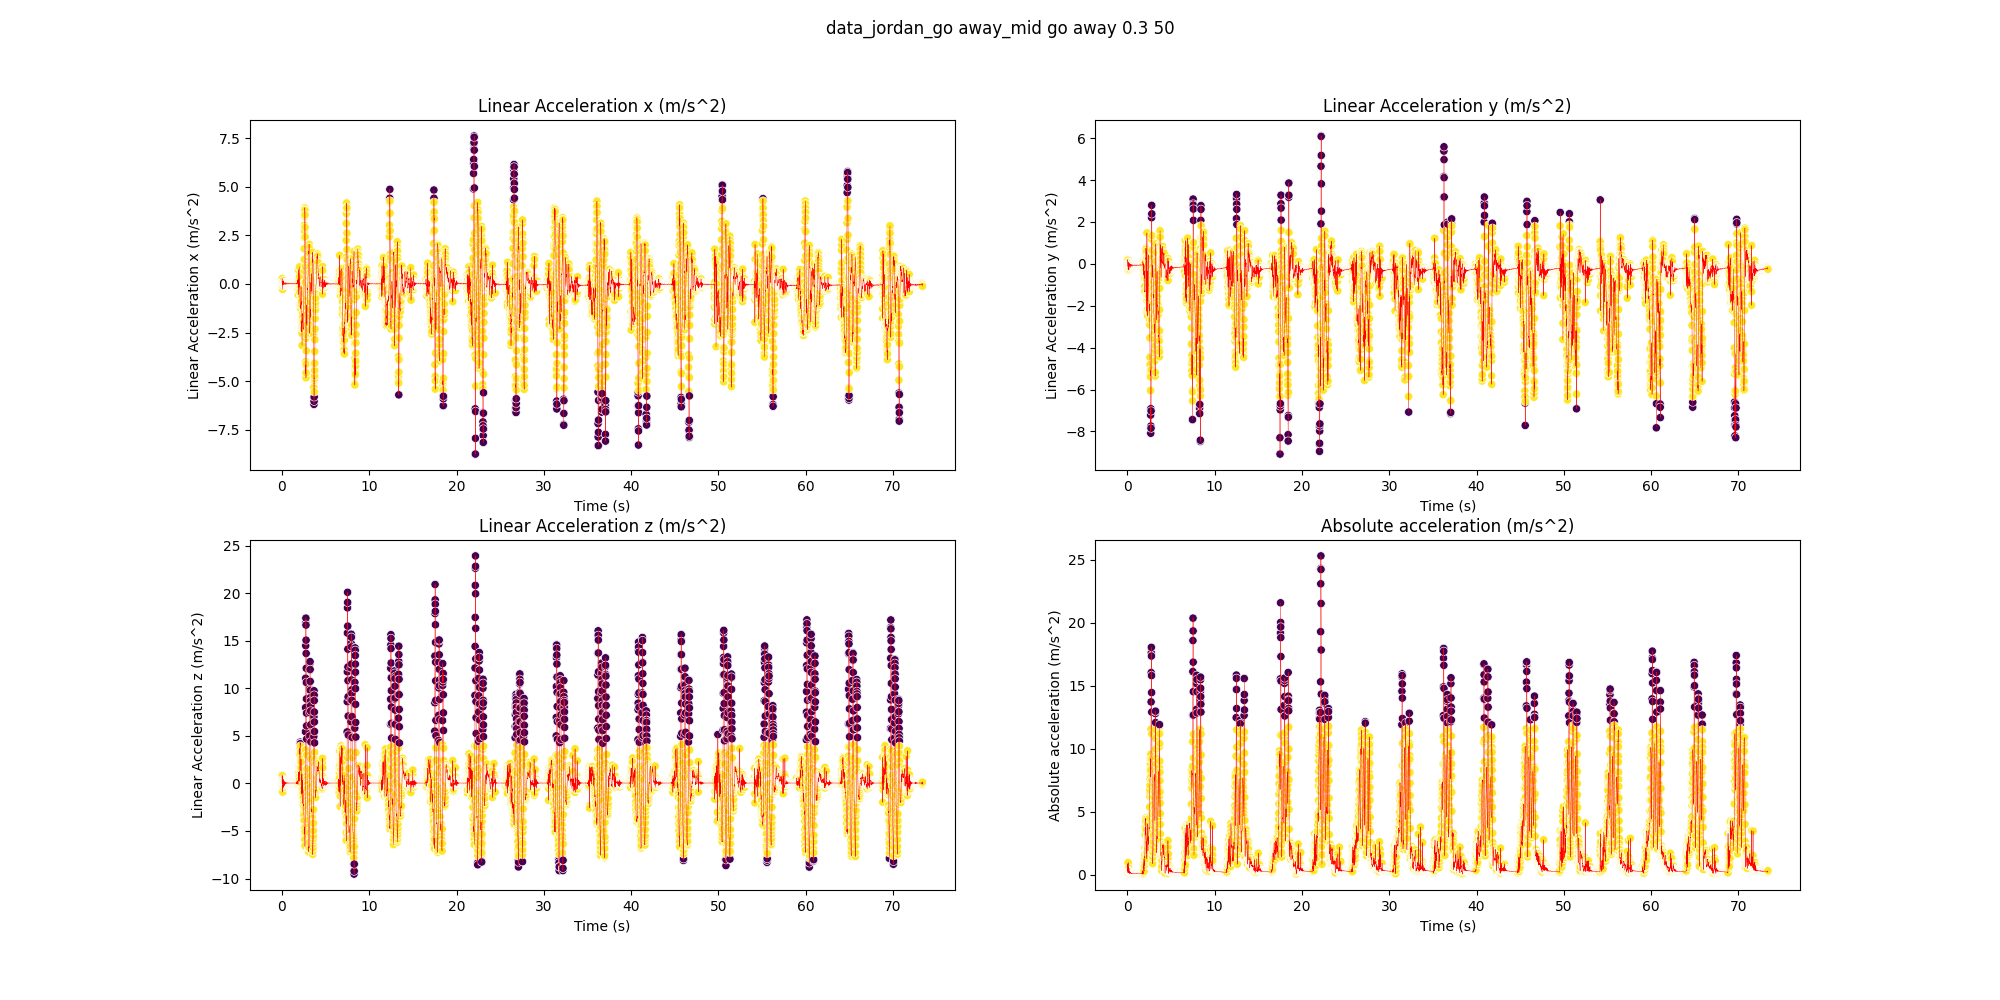 data_jordan_go away_mid go away 0.3 50
Linear Acceleration x (m/s^2)
Linear Acceleration x (m/s^2)
7.5
5.0
2.5
0.0
−2.5
−5.0
−7.5
0 10 20 30 40 50 60 70
Time (s)
Linear Acceleration y (m/s^2)
Linear Acceleration y (m/s^2)
6
4
2
0
−2
−4
−6
−8
0 10 20 30 40 50 60 70
Time (s)
Linear Acceleration z (m/s^2)
Linear Acceleration z (m/s^2)
25
20
15
10
5
0
−5
−10
0 10 20 30 40 50 60 70
Time (s)
Absolute acceleration (m/s^2)
Absolute acceleration (m/s^2)
25
20
15
10
5
0
0 10 20 30 40 50 60 70
Time (s)